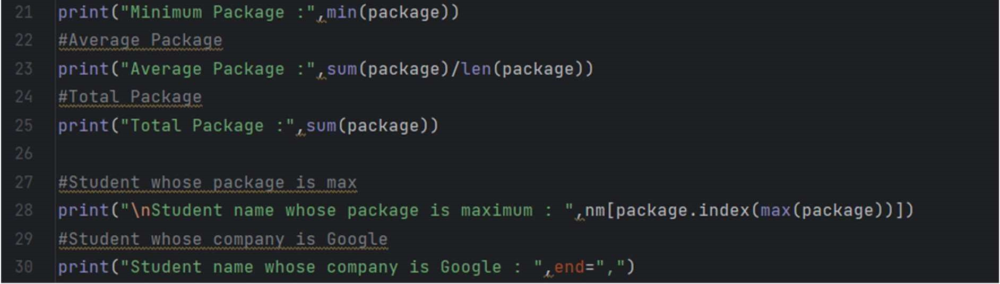 21 print("Minimum Package :",min(package))
22 #Average Package
23 print("Average Package :",sum(package)/len(package))
24 #Total Package
25 print("Total Package :",sum(package))
26
27 #Student whose package is max
28 print("\nStudent name whose package is maximum : ",nm[package.index(max(package))])
29 #Student whose company is Google
30 print("Student name whose company is Google : ",end=",")